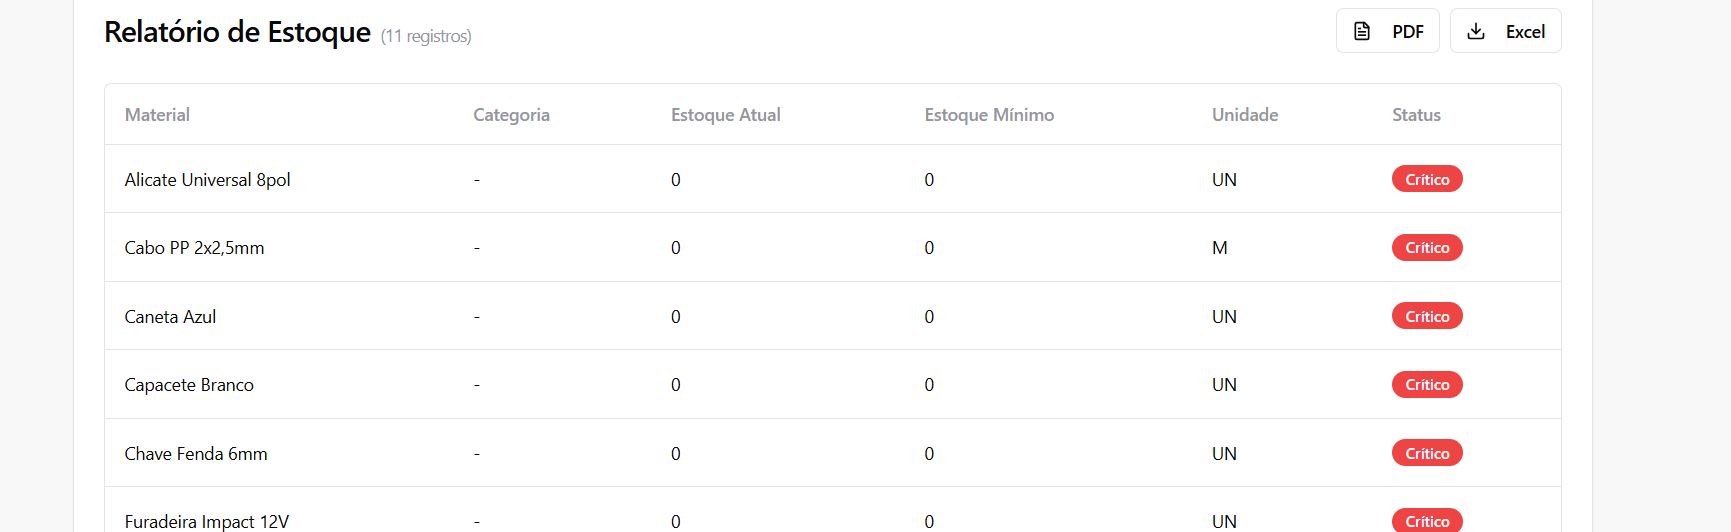 Relatório de Estoque (11 registros) PDF Excel
Material Categoria Estoque Atual Estoque Mínimo Unidade Status
Alicate Universal 8pol - 0 0 UN Crítico
Cabo PP 2x2,5mm - 0 0 M Crítico
Caneta Azul - 0 0 UN Crítico
Capacete Branco - 0 0 UN Crítico
Chave Fenda 6mm - 0 0 UN Crítico
Furadeira Impact 12V - 0 0 UN Crítico